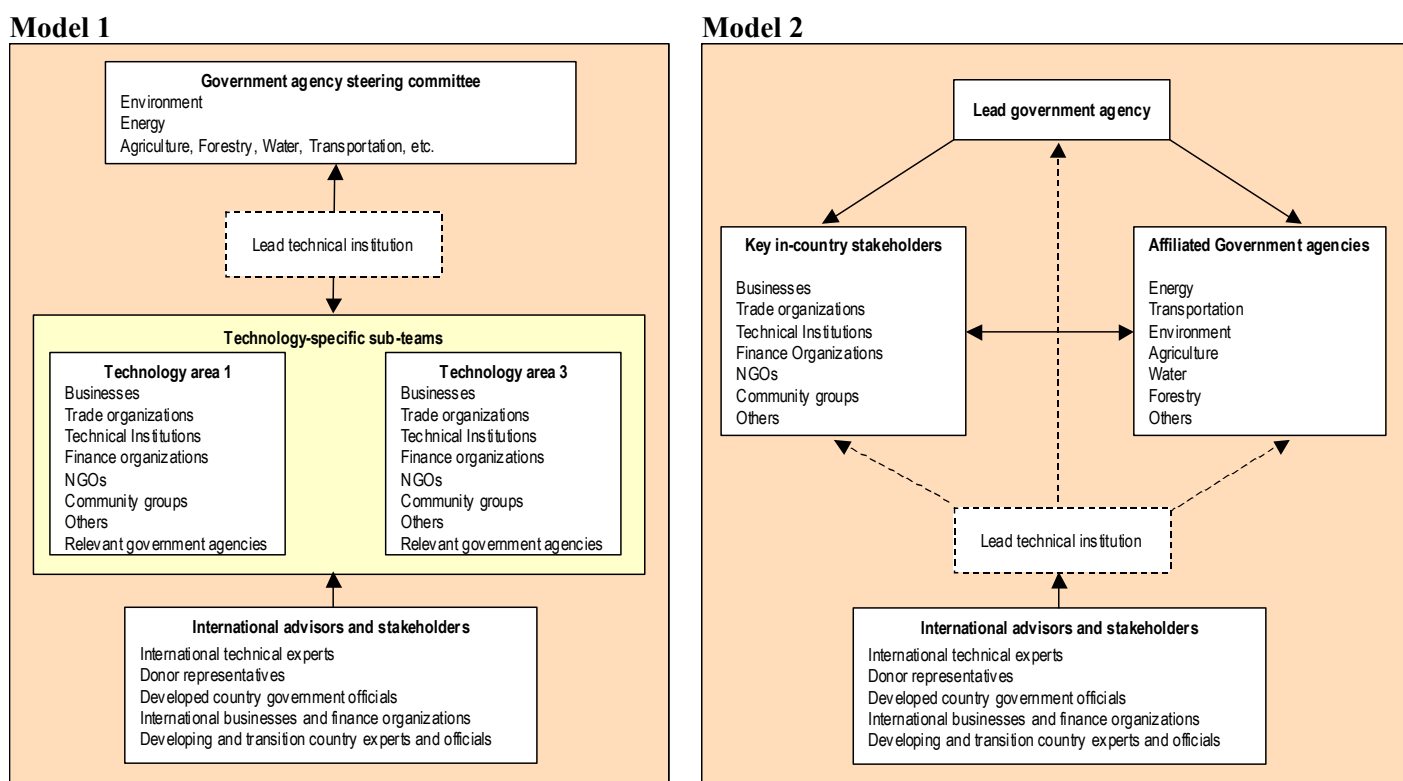 Model 1
Government agency steering committee
Environment
Energy
Agriculture, Forestry, Water, Transportation, etc.
Lead technical institution
Technology-specific sub-teams
Technology area 1
Businesses
Trade organizations
Technical Institutions
Finance organizations
NGOs
Community groups
Others
Relevant government agencies
Technology area 3
Businesses
Trade organizations
Technical Institutions
Finance organizations
NGOs
Community groups
Others
Relevant government agencies
International advisors and stakeholders
International technical experts
Donor representatives
Developed country government officials
International businesses and finance organizations
Developing and transition country experts and officials
Model 2
Lead government agency
Key in-country stakeholders
Businesses
Trade organizations
Technical Institutions
Finance Organizations
NGOs
Community groups
Others
Affiliated Government agencies
Energy
Transportation
Environment
Agriculture
Water
Forestry
Others
Lead technical institution
International advisors and stakeholders
International technical experts
Donor representatives
Developed country government officials
International businesses and finance organizations
Developing and transition country experts and officials